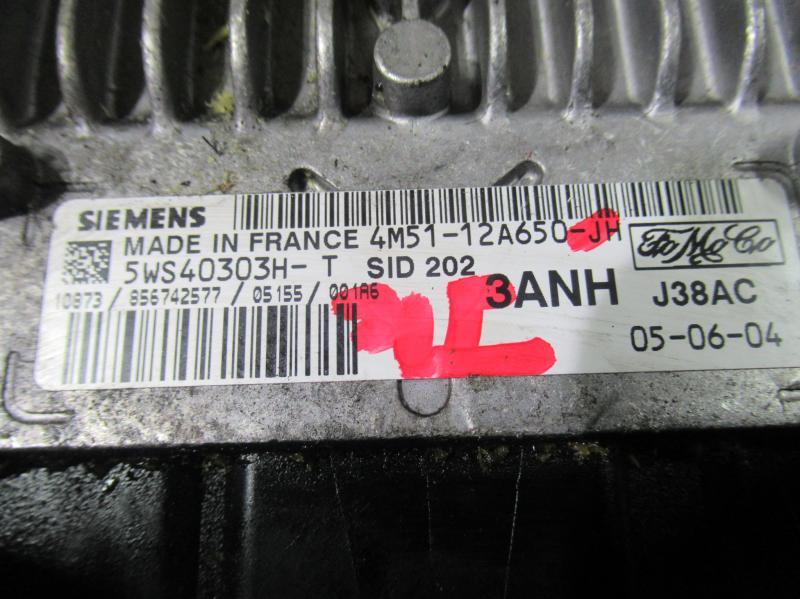 SIEMENS
MADE IN FRANCE 4M51-12A650-JH
FoMoCo
5WS40303H- T SID 202
10873 / 856742577 / 05155 / 001A6
3ANH J38AC
05-06-04